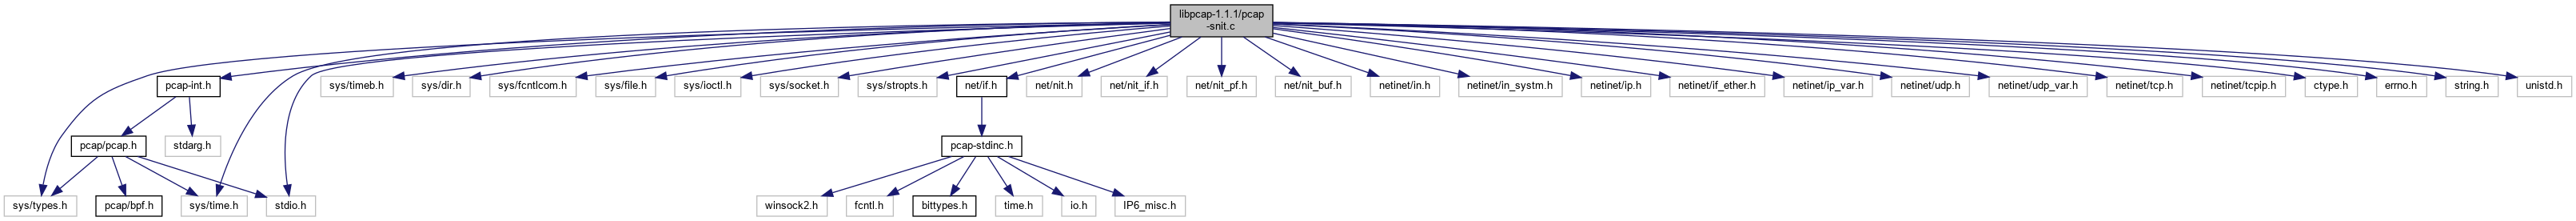 libpcap-1.1.1/pcap
-snit.c
pcap-int.h
sys/timeb.h
sys/dir.h
sys/fcntlcom.h
sys/file.h
sys/ioctl.h
sys/socket.h
sys/stropts.h
net/if.h
net/nit.h
net/nit_if.h
net/nit_pf.h
net/nit_buf.h
netinet/in.h
netinet/in_systm.h
netinet/ip.h
netinet/if_ether.h
netinet/ip_var.h
netinet/udp.h
netinet/udp_var.h
netinet/tcp.h
netinet/tcpip.h
ctype.h
errno.h
string.h
unistd.h
pcap/pcap.h
stdarg.h
pcap-stdinc.h
sys/types.h
pcap/bpf.h
sys/time.h
stdio.h
winsock2.h
fcntl.h
bittypes.h
time.h
io.h
IP6_misc.h